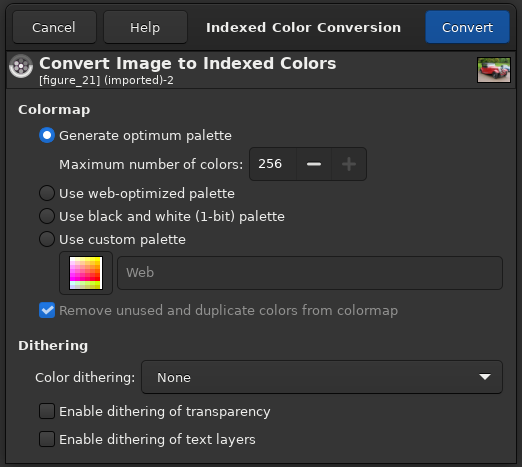 Cancel Help Indexed Color Conversion Convert
Convert Image to Indexed Colors
[figure_21] (imported)-2
Colormap
Generate optimum palette
Maximum number of colors: 256
Use web-optimized palette
Use black and white (1-bit) palette
Use custom palette
Web
Remove unused and duplicate colors from colormap
Dithering
Color dithering: None
Enable dithering of transparency
Enable dithering of text layers